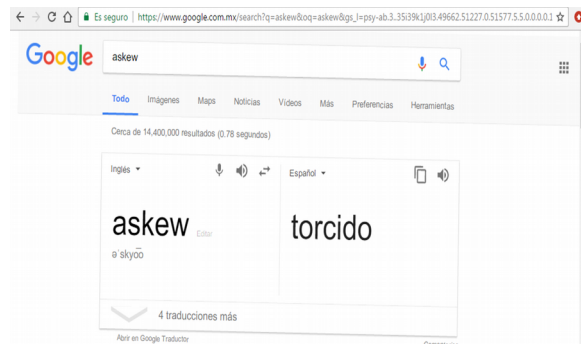 Es seguro | https://www.google.com.mx/search?q=askew&oq=askew&gs_l=psy-ab.3..35i39k1j0l3.49662.51227.0.51577.5.5.0.0.0.0.1
Google askew
Todo Imágenes Maps Noticias Vídeos Más Preferencias Herramientas
Cerca de 14,400,000 resultados (0.78 segundos)
Inglés Español
askew Editar torcido
əˈskyo͞o
4 traducciones más
Abrir en Google Traductor